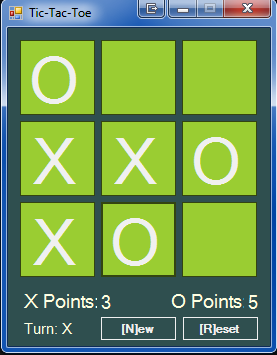 Tic-Tac-Toe
O
X X O
X O
X Points: 3 O Points: 5
Turn: X [N]ew [R]eset